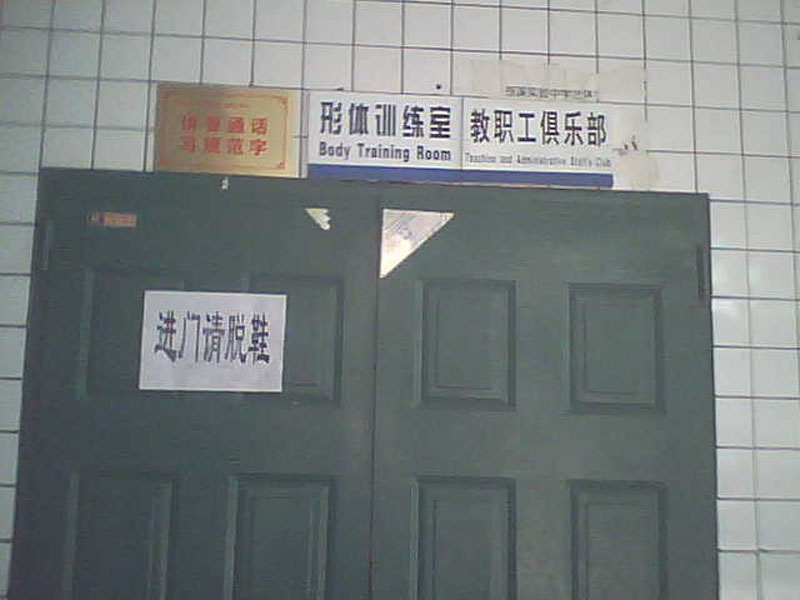 讲普通话
写规范字
形体训练室
Body Training Room
教职工俱乐部
Teaching and Administrative Staff's Club
进门请脱鞋